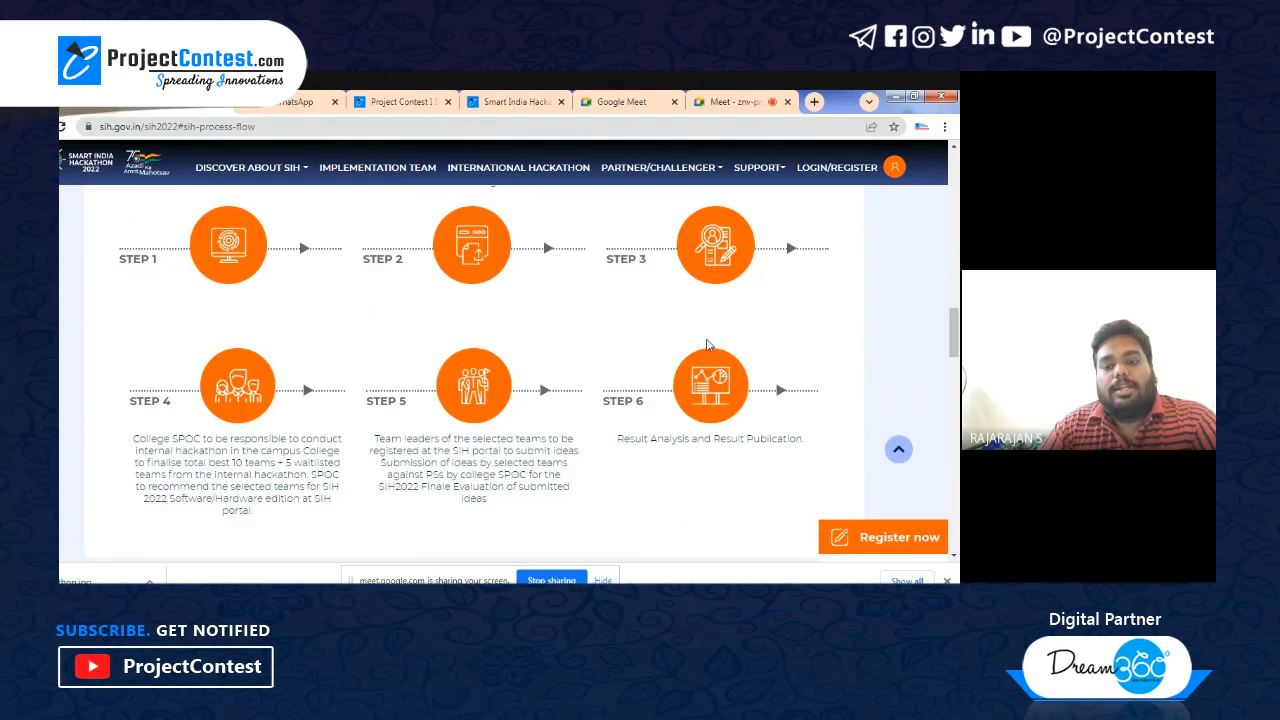 ProjectContest.com
Spreading Innovations
@ProjectContest
Project Contest I S
Smart India Hacka
Google Meet
Meet - znv-p
sih.gov.in/sih2022#sih-process-flow
SMART INDIA
HACKATHON
2022
75
Azadi Ka
Amrit Mahotsav
DISCOVER ABOUT SIH
IMPLEMENTATION TEAM
INTERNATIONAL HACKATHON
PARTNER/CHALLENGER
SUPPORT
LOGIN/REGISTER
STEP 1
STEP 2
STEP 3
STEP 4
STEP 5
STEP 6
College SPOC to be responsible to conduct
internal hackathon in the campus College
to finalise total best 10 teams + 5 waitlisted
teams from the internal hackathon. SPOC
to recommend the selected teams for SIH
2022 Software/Hardware edition at SIH
portal.
Team leaders of the selected teams to be
registered at the SIH portal to submit Ideas
Submission of ideas by selected teams
against PSs by college SPOC for the
SIH2022 Finale Evaluation of submitted
ideas
Result Analysis and Result Publication.
Register now
meet.google.com is sharing your screen.
Stop sharing
Hide
Show all
RAJARAJAN S
SUBSCRIBE. GET NOTIFIED
ProjectContest
Digital Partner
Dream360°